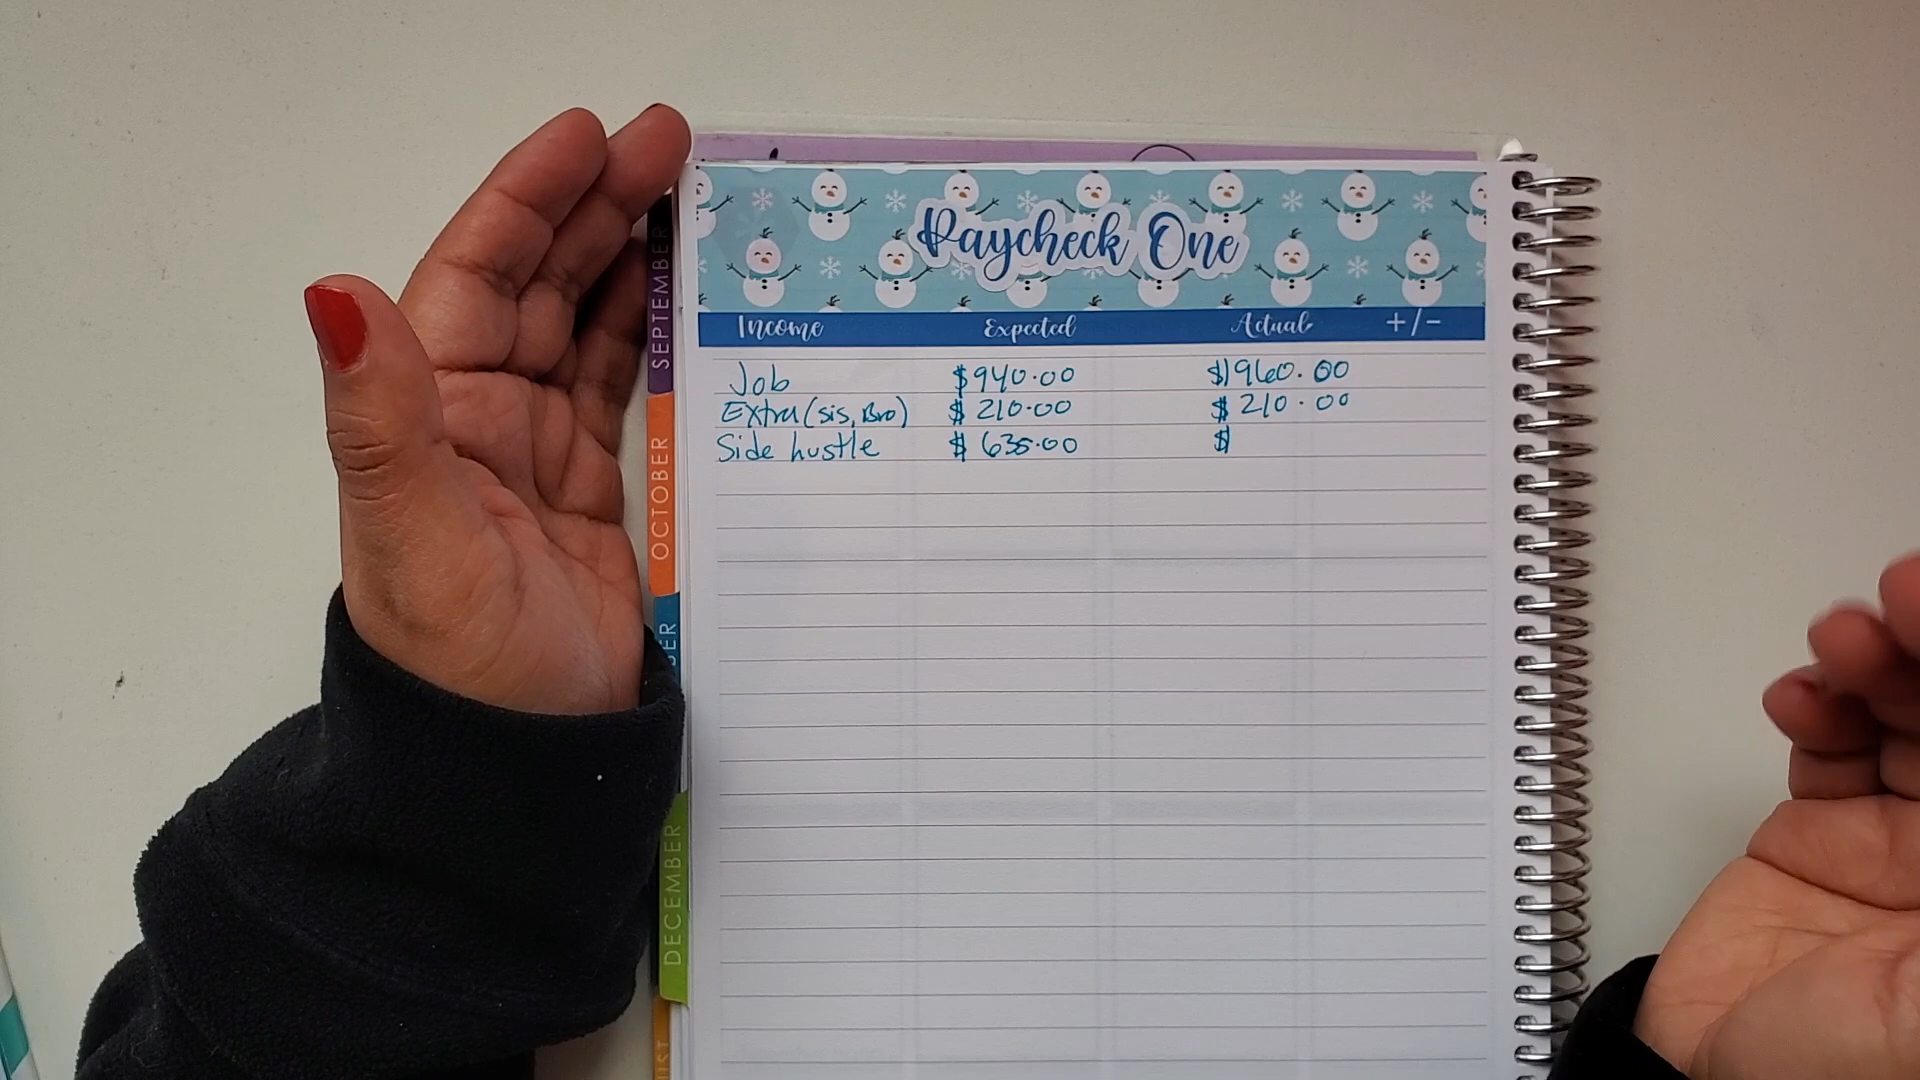 Paycheck One
Income Expected Actual +/-
Job $940.00 $1960.00
Extra (sis, Bro) $210.00 $210.00
Side hustle $635.00 $
SEPTEMBER
OCTOBER
BER
DECEMBER